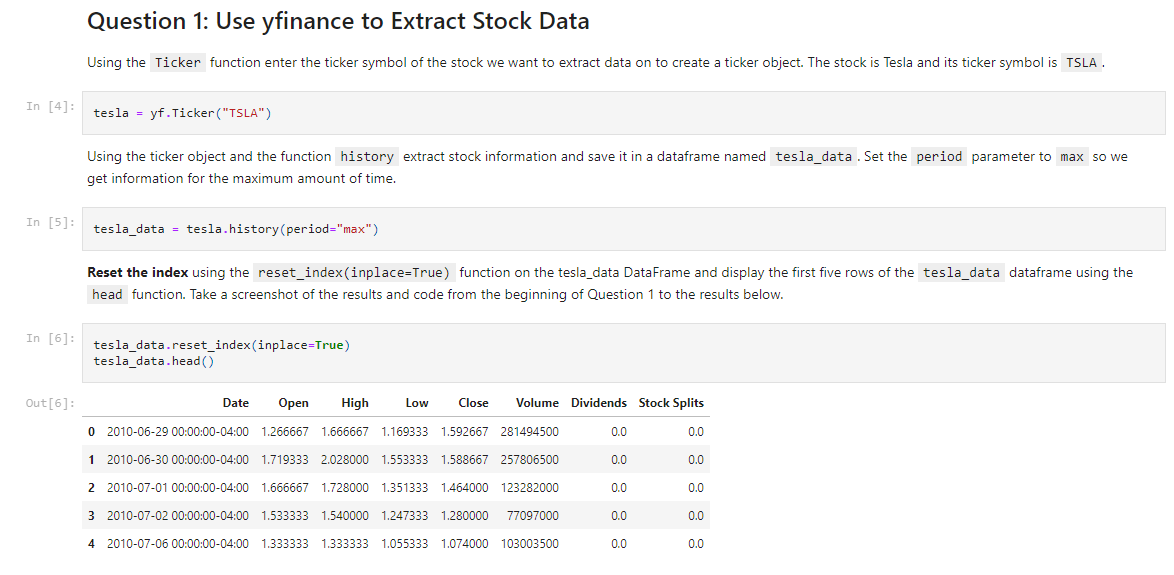 Question 1: Use yfinance to Extract Stock Data
Using the Ticker function enter the ticker symbol of the stock we want to extract data on to create a ticker object. The stock is Tesla and its ticker symbol is TSLA .
In [4]: tesla = yf.Ticker("TSLA")
Using the ticker object and the function history extract stock information and save it in a dataframe named tesla_data . Set the period parameter to max so we
get information for the maximum amount of time.
In [5]: tesla_data = tesla.history(period="max")
Reset the index using the reset_index(inplace=True) function on the tesla_data DataFrame and display the first five rows of the tesla_data dataframe using the
head function. Take a screenshot of the results and code from the beginning of Question 1 to the results below.
In [6]: tesla_data.reset_index(inplace=True)
tesla_data.head()
Out[6]: Date Open High Low Close Volume Dividends Stock Splits
0 2010-06-29 00:00:00-04:00 1.266667 1.666667 1.169333 1.592667 281494500 0.0 0.0
1 2010-06-30 00:00:00-04:00 1.719333 2.028000 1.553333 1.588667 257806500 0.0 0.0
2 2010-07-01 00:00:00-04:00 1.666667 1.728000 1.351333 1.464000 123282000 0.0 0.0
3 2010-07-02 00:00:00-04:00 1.533333 1.540000 1.247333 1.280000 77097000 0.0 0.0
4 2010-07-06 00:00:00-04:00 1.333333 1.333333 1.055333 1.074000 103003500 0.0 0.0